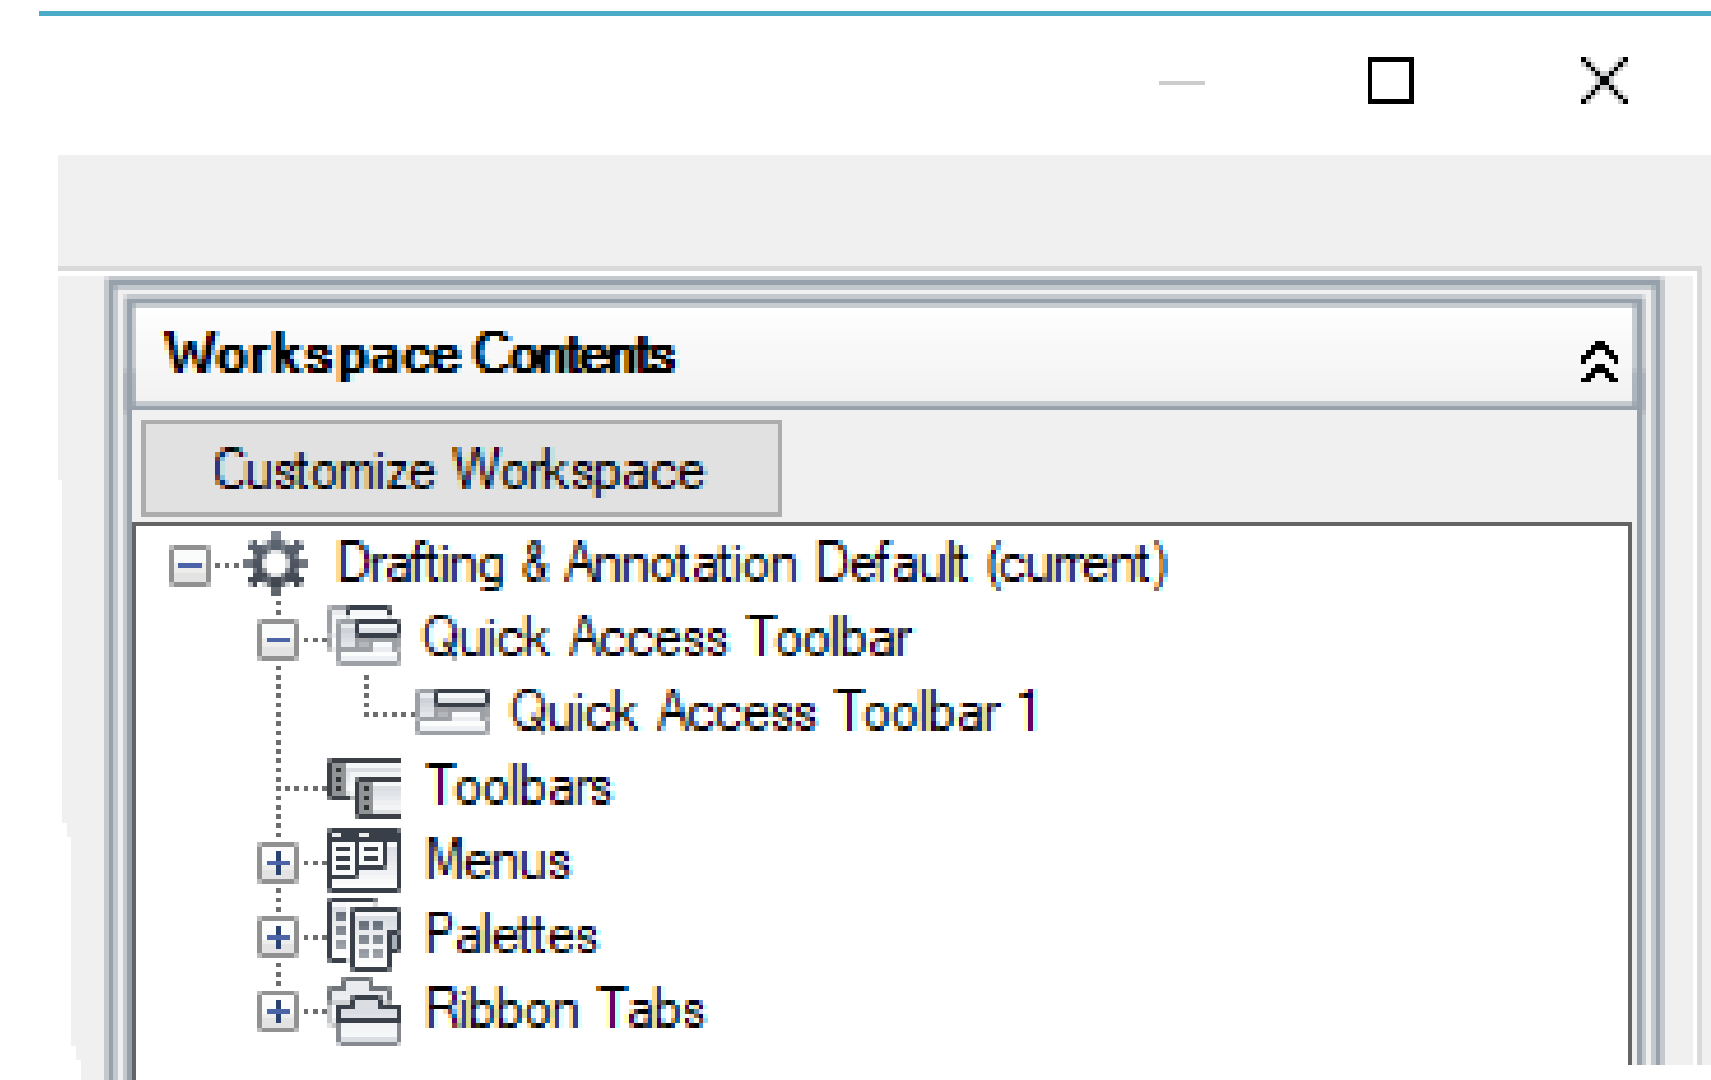 Workspace Contents
Customize Workspace
Drafting & Annotation Default (current)
Quick Access Toolbar
Quick Access Toolbar 1
Toolbars
Menus
Palettes
Ribbon Tabs